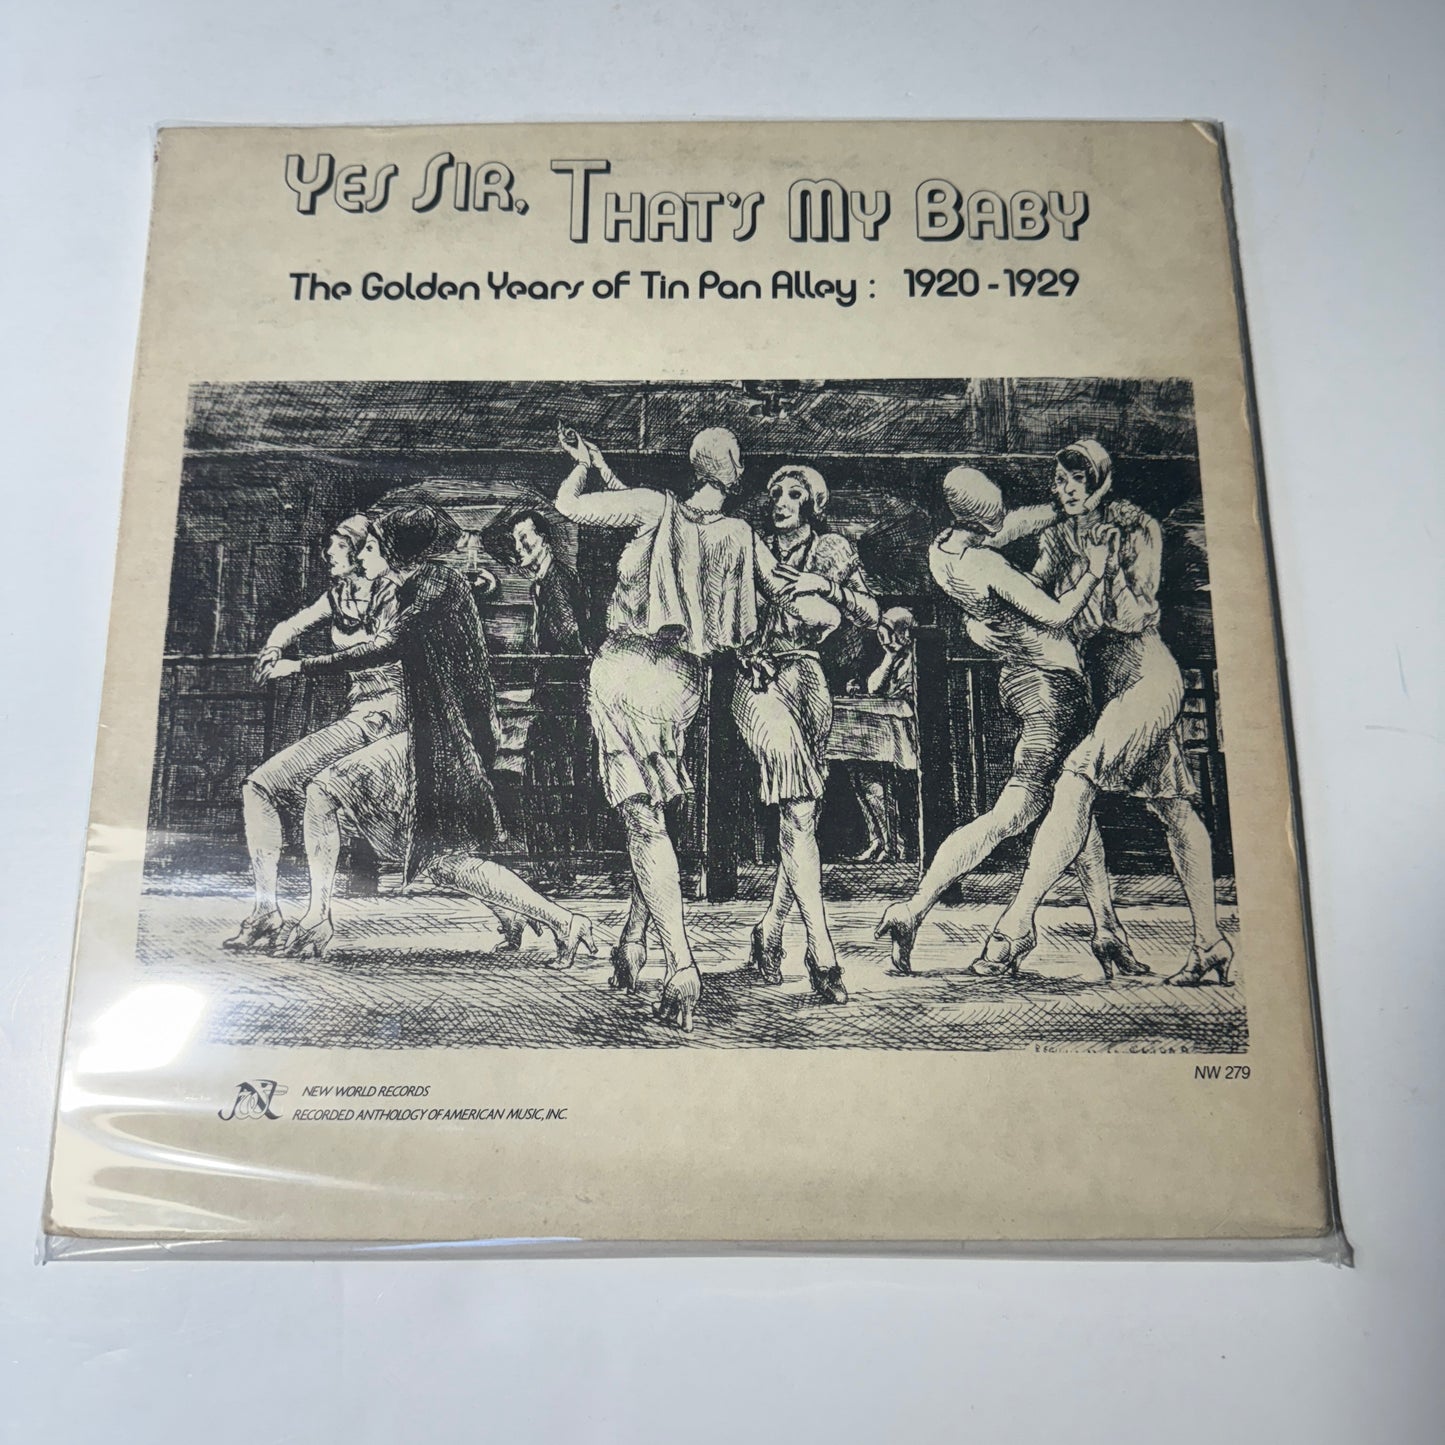 Yes Sir, That's My Baby
The Golden Years of Tin Pan Alley : 1920 - 1929
NW 279
NEW WORLD RECORDS
RECORDED ANTHOLOGY OF AMERICAN MUSIC, INC.